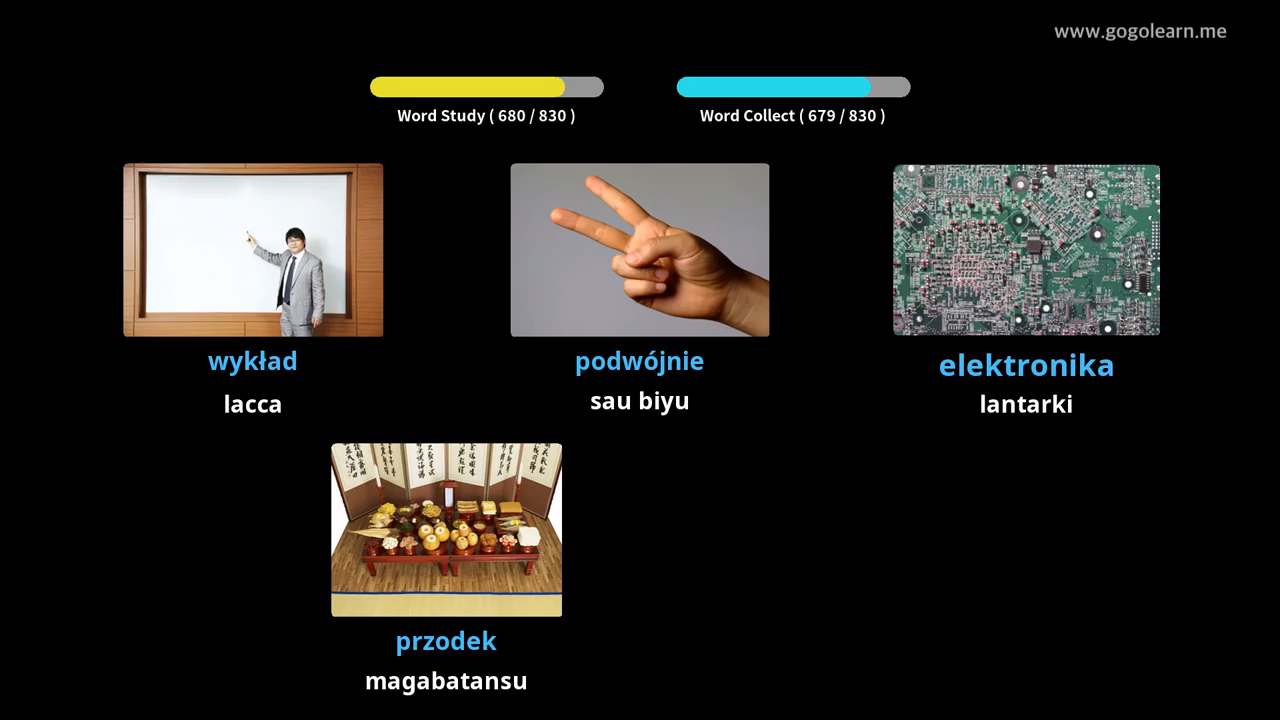 www.gogolearn.me
Word Study ( 680 / 830 )
Word Collect ( 679 / 830 )
wykład
lacca
podwójnie
sau biyu
elektronika
lantarki
przodek
magabatansu